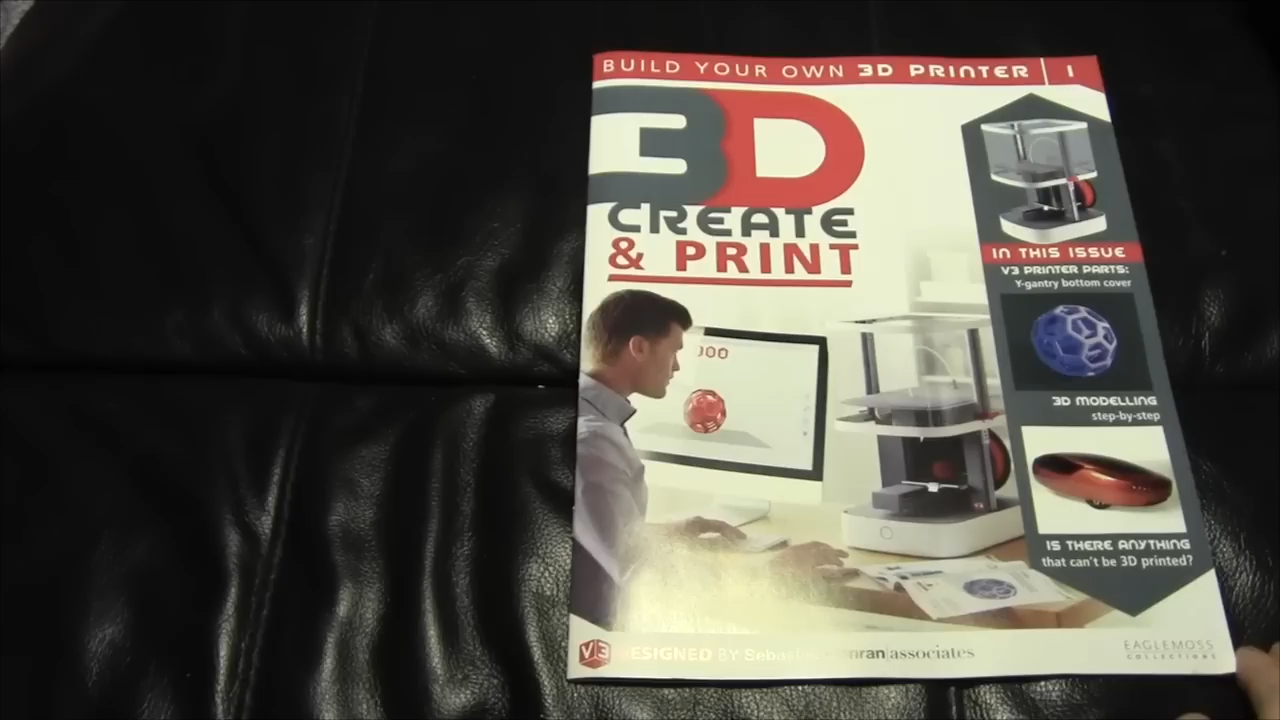 BUILD YOUR OWN 3D PRINTER | 1
3D
CREATE
& PRINT
IN THIS ISSUE
V3 PRINTER PARTS:
Y-gantry bottom cover
3D MODELLING
step-by-step
IS THERE ANYTHING
that can't be 3D printed?
V3
DESIGNED BY associates
EAGLEMOSS
COLLECTIONS